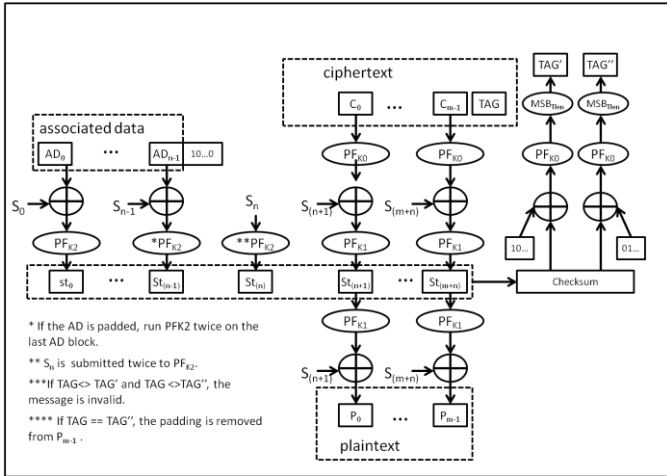 TAG' TAG''
ciphertext
C0 ... Cm-1 TAG
MSBTlen MSBTlen
associated data
AD0 ... ADn-1 10...0
PFK0 PFK0 PFK0 PFK0
S0 Sn-1 Sn S(n+1) S(m+n)
10... 01...
PFK2 *PFK2 **PFK2 PFK1 PFK1
st0 ... St(n-1) St(n) St(n+1) ... St(m+n) Checksum
PFK1 PFK1
* If the AD is padded, run PFK2 twice on
the last AD block.
** Sn is submitted twice to PFK2.
***If TAG<> TAG' and TAG <>TAG'', the
message is invalid.
**** If TAG == TAG'', the padding is removed
from Pm-1 .
S(n+1) S(m+n)
P0 ... Pm-1
plaintext